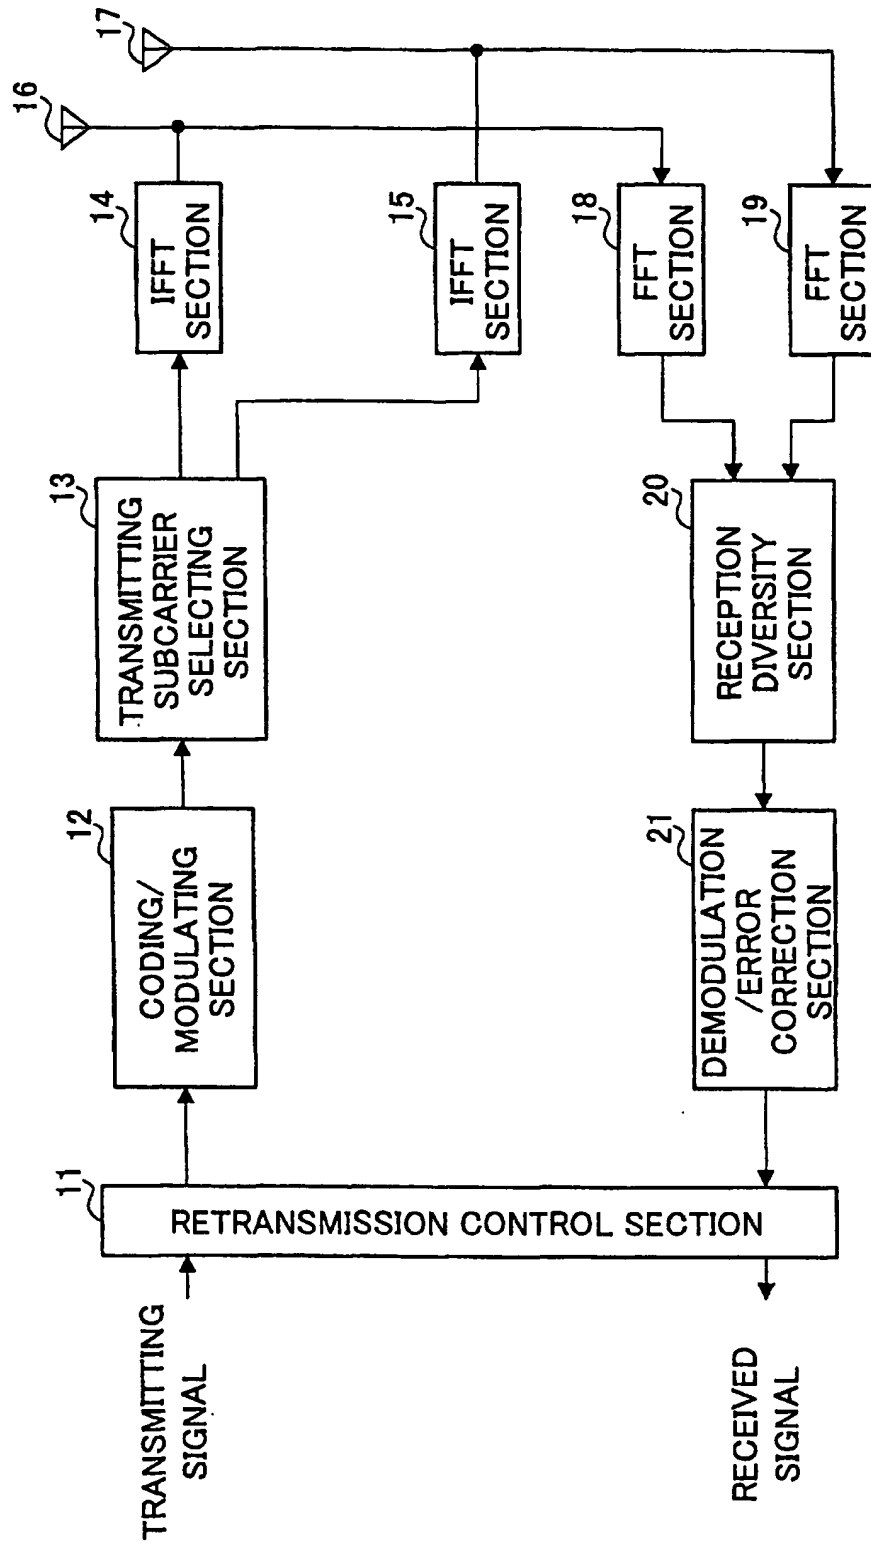 TRANSMITTING
SIGNAL
11
RETRANSMISSION CONTROL SECTION
12
CODING/
MODULATING
SECTION
13
TRANSMITTING
SUBCARRIER
SELECTING
SECTION
14
IFFT
SECTION
16
17
15
IFFT
SECTION
18
FFT
SECTION
19
FFT
SECTION
20
RECEPTION
DIVERSITY
SECTION
21
DEMODULATION
/ERROR
CORRECTION
SECTION
RECEIVED
SIGNAL